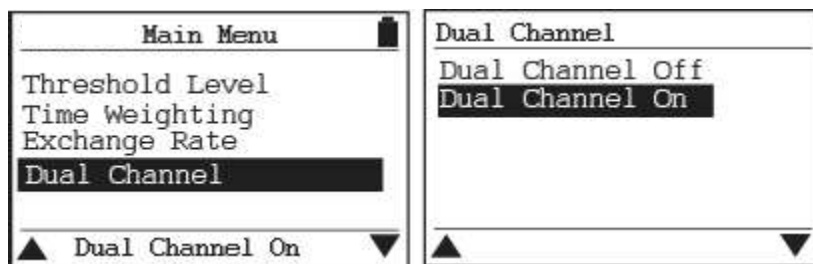 Main Menu
Threshold Level
Time Weighting
Exchange Rate
Dual Channel
Dual Channel On
Dual Channel
Dual Channel Off
Dual Channel On